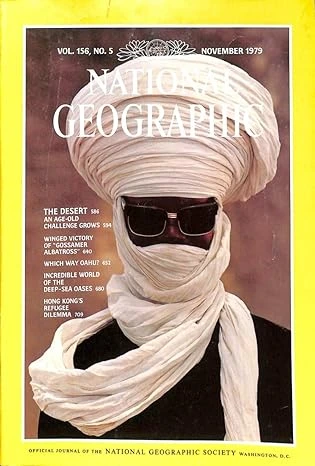 VOL. 156, NO. 5 NOVEMBER 1979
NATIONAL
GEOGRAPHIC
THE DESERT 586
AN AGE-OLD
CHALLENGE GROWS 594
WINGED VICTORY
OF "GOSSAMER
ALBATROSS" 640
WHICH WAY OAHU? 652
INCREDIBLE WORLD
OF THE
DEEP-SEA OASES 680
HONG KONG'S
REFUGEE
DILEMMA 709
OFFICIAL JOURNAL OF THE NATIONAL GEOGRAPHIC SOCIETY WASHINGTON, D.C.